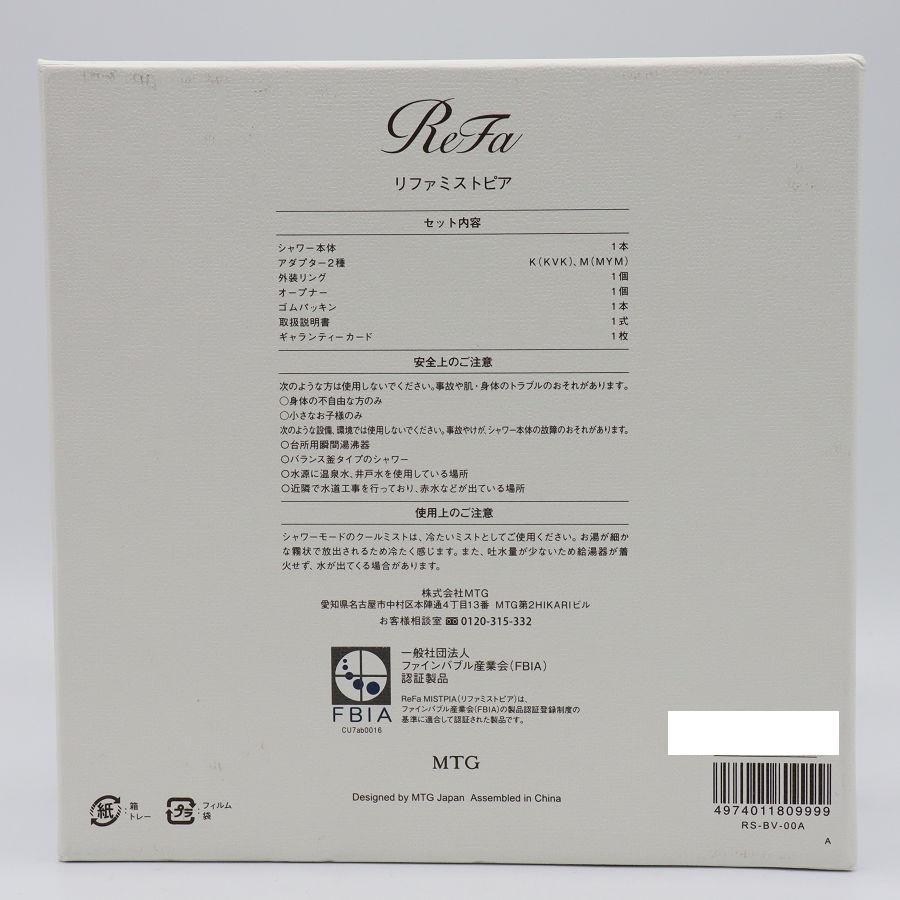 ReFa
リファミストピア
セット内容
シャワー本体 1本
アダプター2種 K(KVK)、M(MYM)
外装リング 1個
オープナー 1個
ゴムパッキン 1本
取扱説明書 1式
ギャランティーカード 1枚
安全上のご注意
次のような方は使用しないでください。事故や肌・身体のトラブルのおそれがあります。
○身体の不自由な方のみ
○小さなお子様のみ
次のような設備、環境では使用しないでください。事故やけが、シャワー本体の故障のおそれがあります。
○台所用瞬間湯沸器
○バランス釜タイプのシャワー
○水源に温泉水、井戸水を使用している場所
○近隣で水道工事を行っており、赤水などが出ている場所
使用上のご注意
シャワーモードのクールミストは、冷たいミストとしてご使用ください。お湯が細か
な霧状で放出されるため冷たく感じます。また、吐水量が少ないため給湯器が着
火せず、水が出てくる場合があります。
株式会社MTG
愛知県名古屋市中村区本陣通4丁目13番 MTG第2HIKARIビル
お客様相談室 0120-315-332
一般社団法人
ファインバブル産業会(FBIA)
認証製品
ReFa MISTPIA(リファミストピア)は、
ファインバブル産業会(FBIA)の製品認証登録制度の
基準に適合して認証された製品です。
FBIA
CU7ab0016
MTG
Designed by MTG Japan Assembled in China
紙 箱
トレー
プラ フィルム
袋
4974011809999
RS-BV-00A
A